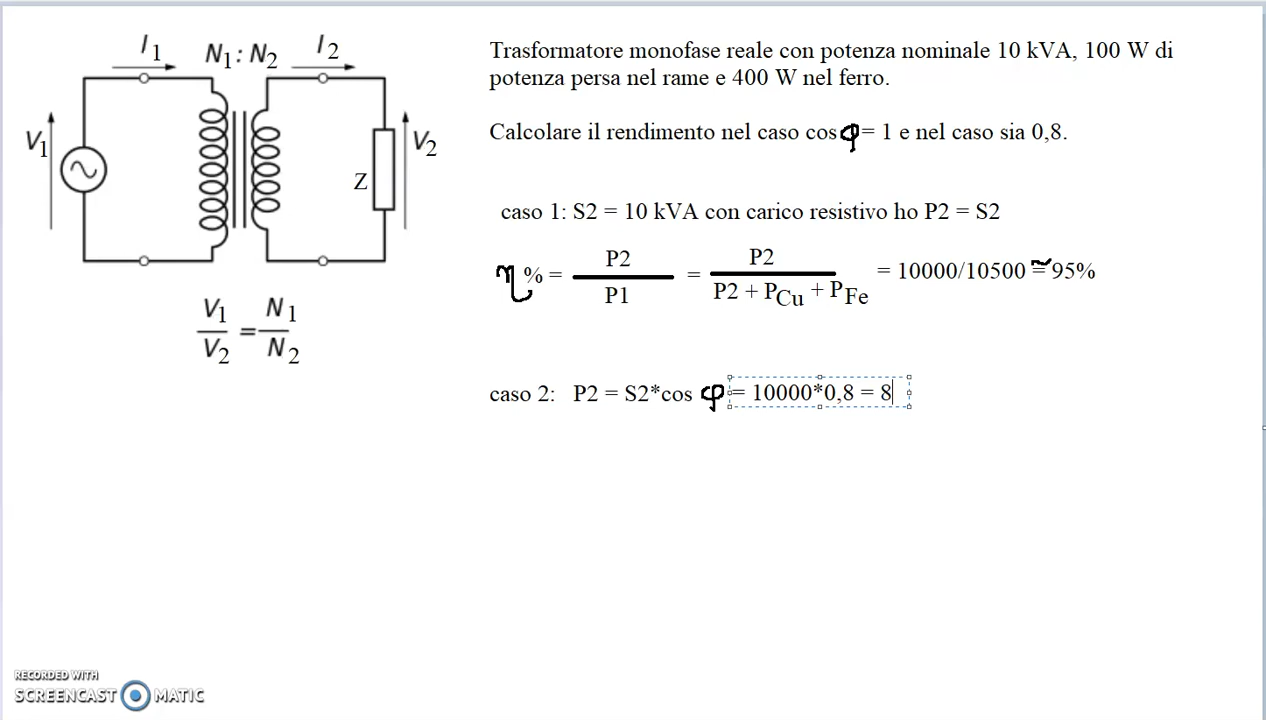 I1 N1 : N2 I2
V1
V2
Z
V1 = N1
V2 N2
Trasformatore monofase reale con potenza nominale 10 kVA, 100 W di
potenza persa nel rame e 400 W nel ferro.
Calcolare il rendimento nel caso cos φ = 1 e nel caso sia 0,8.
caso 1: S2 = 10 kVA con carico resistivo ho P2 = S2
η % = P2 = P2 = 10000/10500 ≅ 95%
P1 P2 + PCu + PFe
caso 2: P2 = S2*cos φ = 10000*0,8 = 8
RECORDED WITH
SCREENCAST MATIC